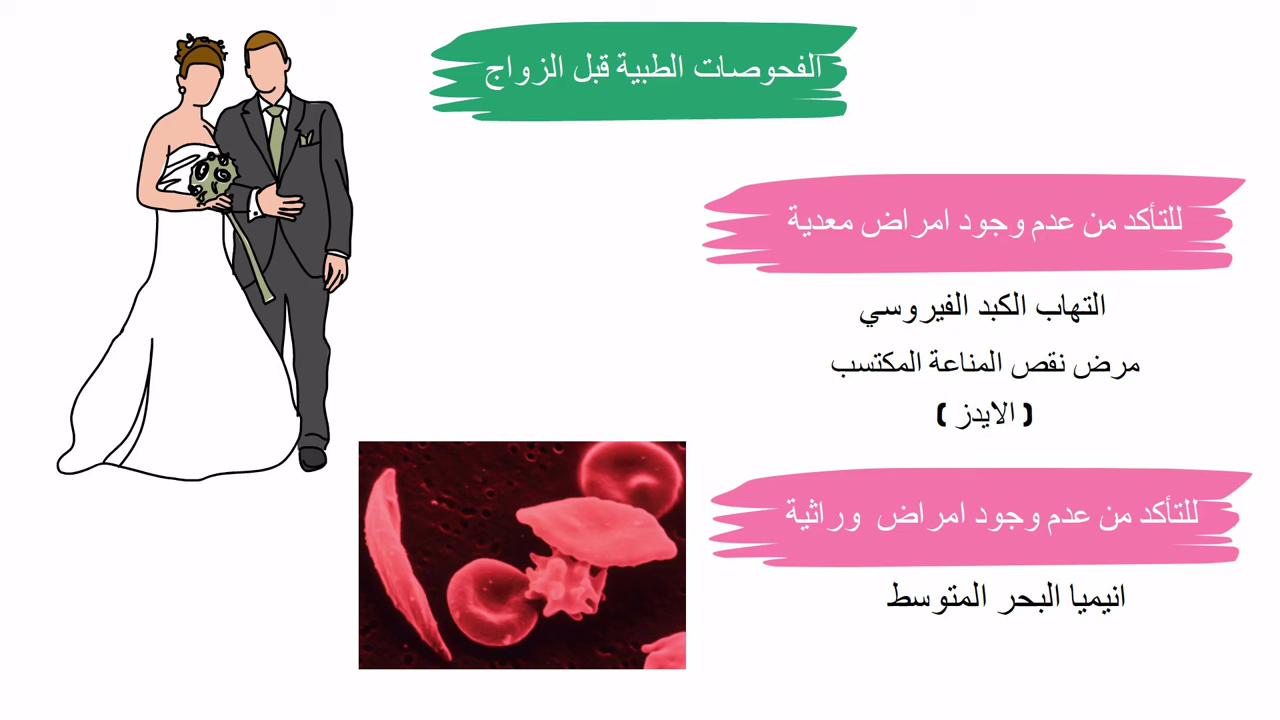 الفحوصات الطبية قبل الزواج
للتأكد من عدم وجود امراض معدية
التهاب الكبد الفيروسي
مرض نقص المناعة المكتسب
( الايدز )
للتأكد من عدم وجود امراض وراثية
انيميا البحر المتوسط